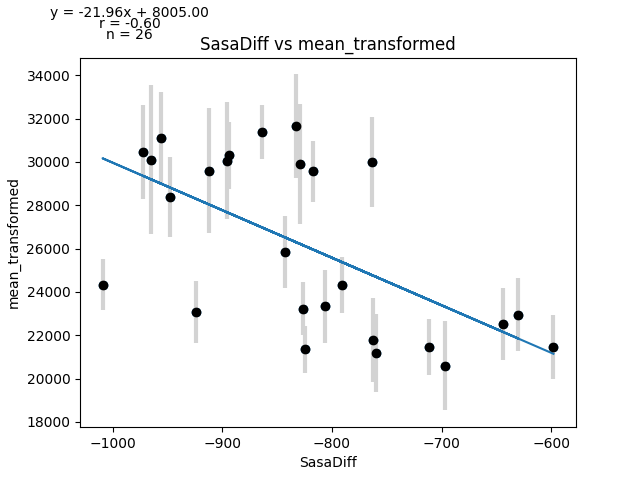 y = -21.96x + 8005.00
r = -0.60
n = 26
SasaDiff vs mean_transformed
34000
32000
30000
28000
26000
24000
22000
20000
18000
mean_transformed
−1000
−900
−800
−700
−600
SasaDiff